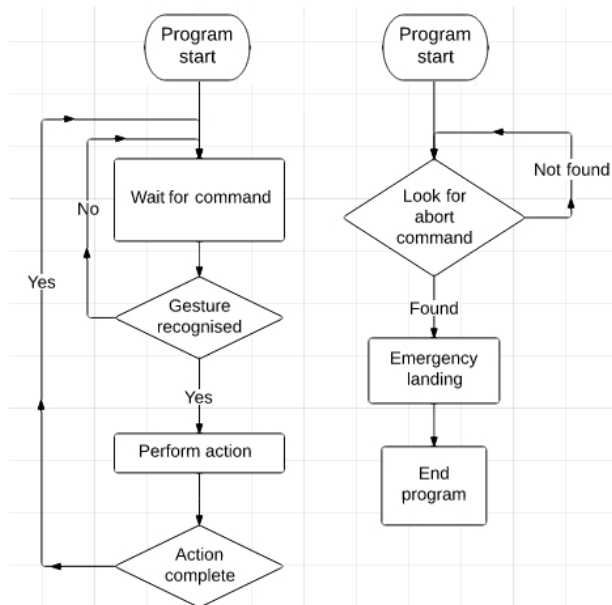 Program
start
Wait for command
No
Yes
Gesture
recognised
Yes
Perform action
Action
complete
Program
start
Not found
Look for
abort
command
Found
Emergency
landing
End
program